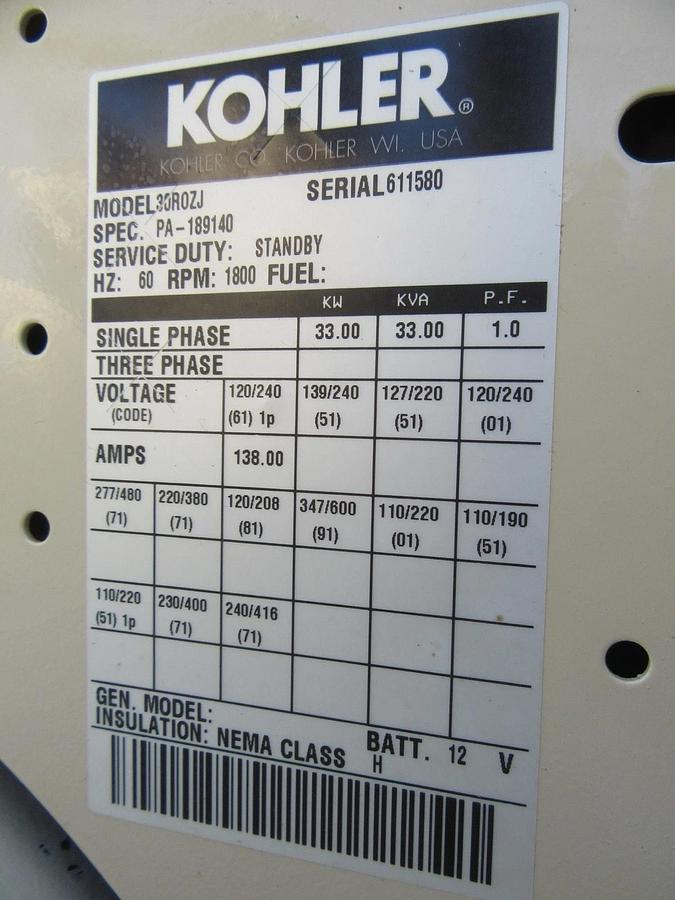 KOHLER®
KOHLER CO. KOHLER WI. USA
MODEL 30ROZJ SERIAL 611580
SPEC. PA-189140
SERVICE DUTY: STANDBY
HZ: 60 RPM: 1800 FUEL:
KW KVA P.F.
SINGLE PHASE 33.00 33.00 1.0
THREE PHASE
VOLTAGE 120/240 139/240 127/220 120/240
(CODE) (61) 1p (51) (51) (01)
AMPS 138.00
277/480 220/380 120/208 347/600 110/220 110/190
(71) (71) (81) (91) (01) (51)
110/220 230/400 240/416
(51) 1p (71) (71)
GEN. MODEL: BATT. 12 V
INSULATION: NEMA CLASS H